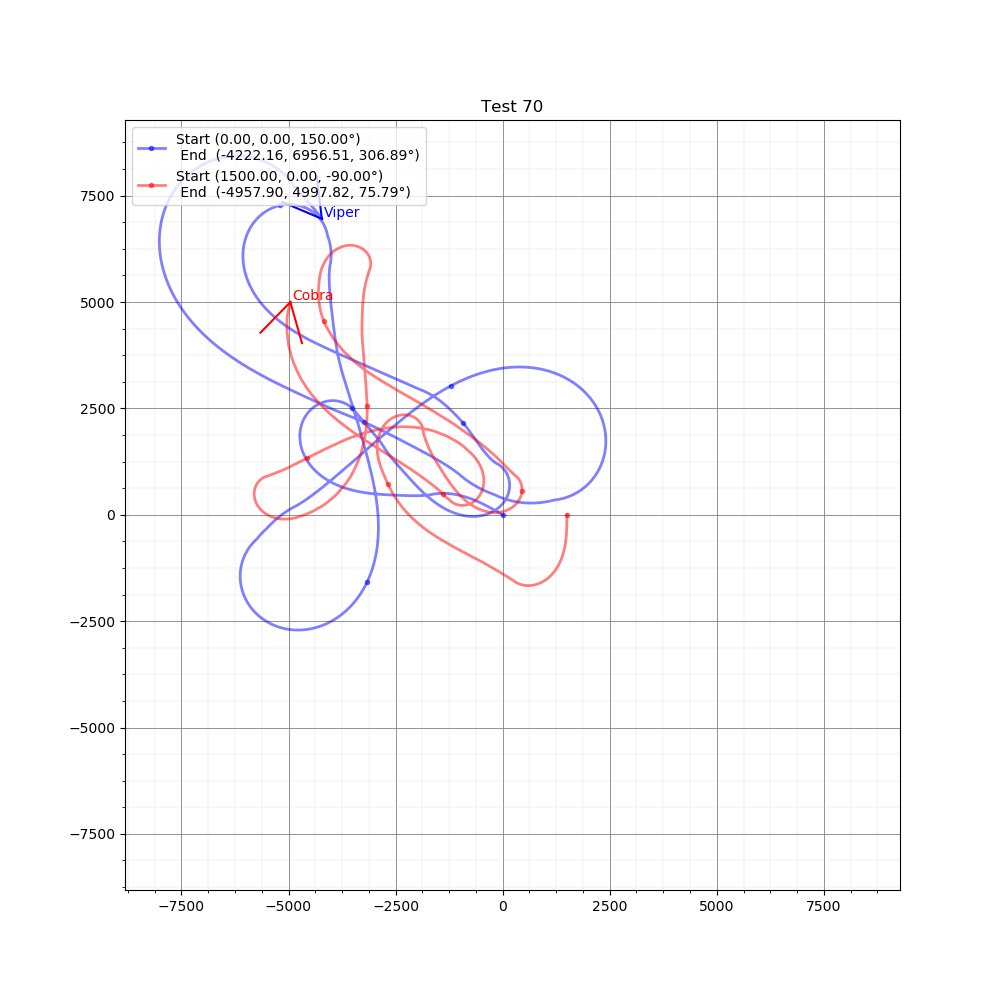 Test 70
Start (0.00, 0.00, 150.00°)
End  (-4222.16, 6956.51, 306.89°)
Start (1500.00, 0.00, -90.00°)
End  (-4957.90, 4997.82, 75.79°)
Viper
Cobra
7500
5000
2500
0
−2500
−5000
−7500
−7500 −5000 −2500 0 2500 5000 7500